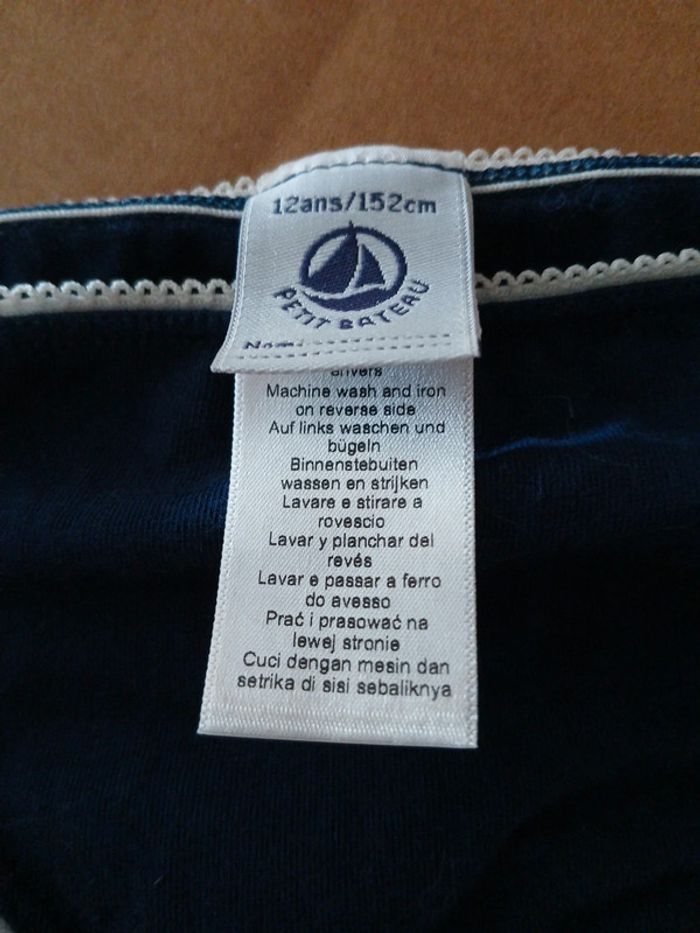 12ans/152cm
PETIT BATEAU
Machine wash and iron
on reverse side
Auf links waschen und
bügeln
Binnenstebuiten
wassen en strijken
Lavare e stirare a
rovescio
Lavar y planchar del
revés
Lavar e passar a ferro
do avesso
Prać i prasować na
lewej stronie
Cuci dengan mesin dan
setrika di sisi sebaliknya